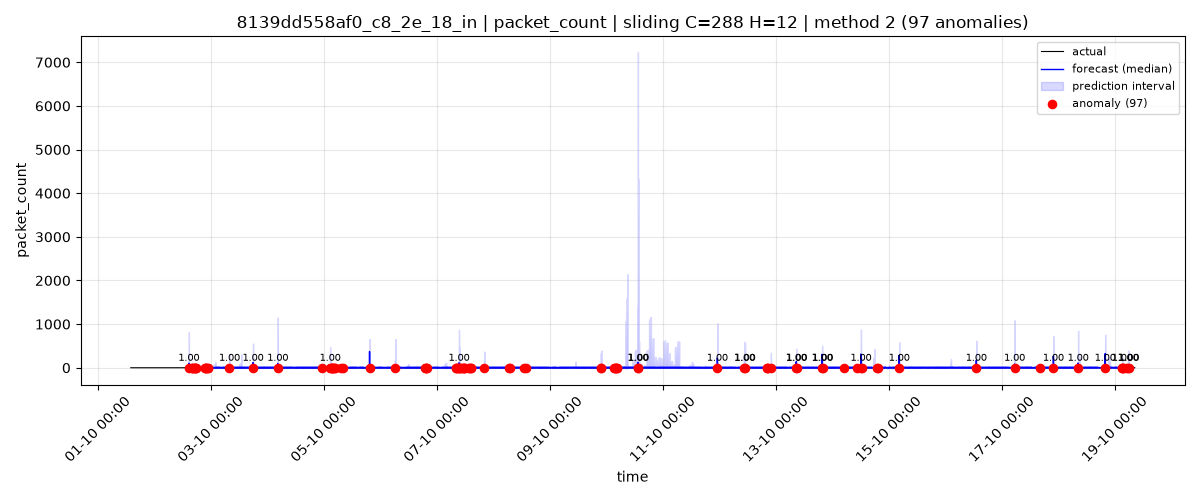 8139dd558af0_c8_2e_18_in | packet_count | sliding C=288 H=12 | method 2 (97 anomalies)
actual
forecast (median)
prediction interval
anomaly (97)
packet_count
7000
6000
5000
4000
3000
2000
1000
0
1.00 1.00 1.00 1.00 1.00 1.00 1.00 1.00 1.00 1.00 1.00 1.00 1.00 1.00 1.00 1.00 1.00 1.00
01-10 00:00
03-10 00:00
05-10 00:00
07-10 00:00
09-10 00:00
11-10 00:00
13-10 00:00
15-10 00:00
17-10 00:00
19-10 00:00
time